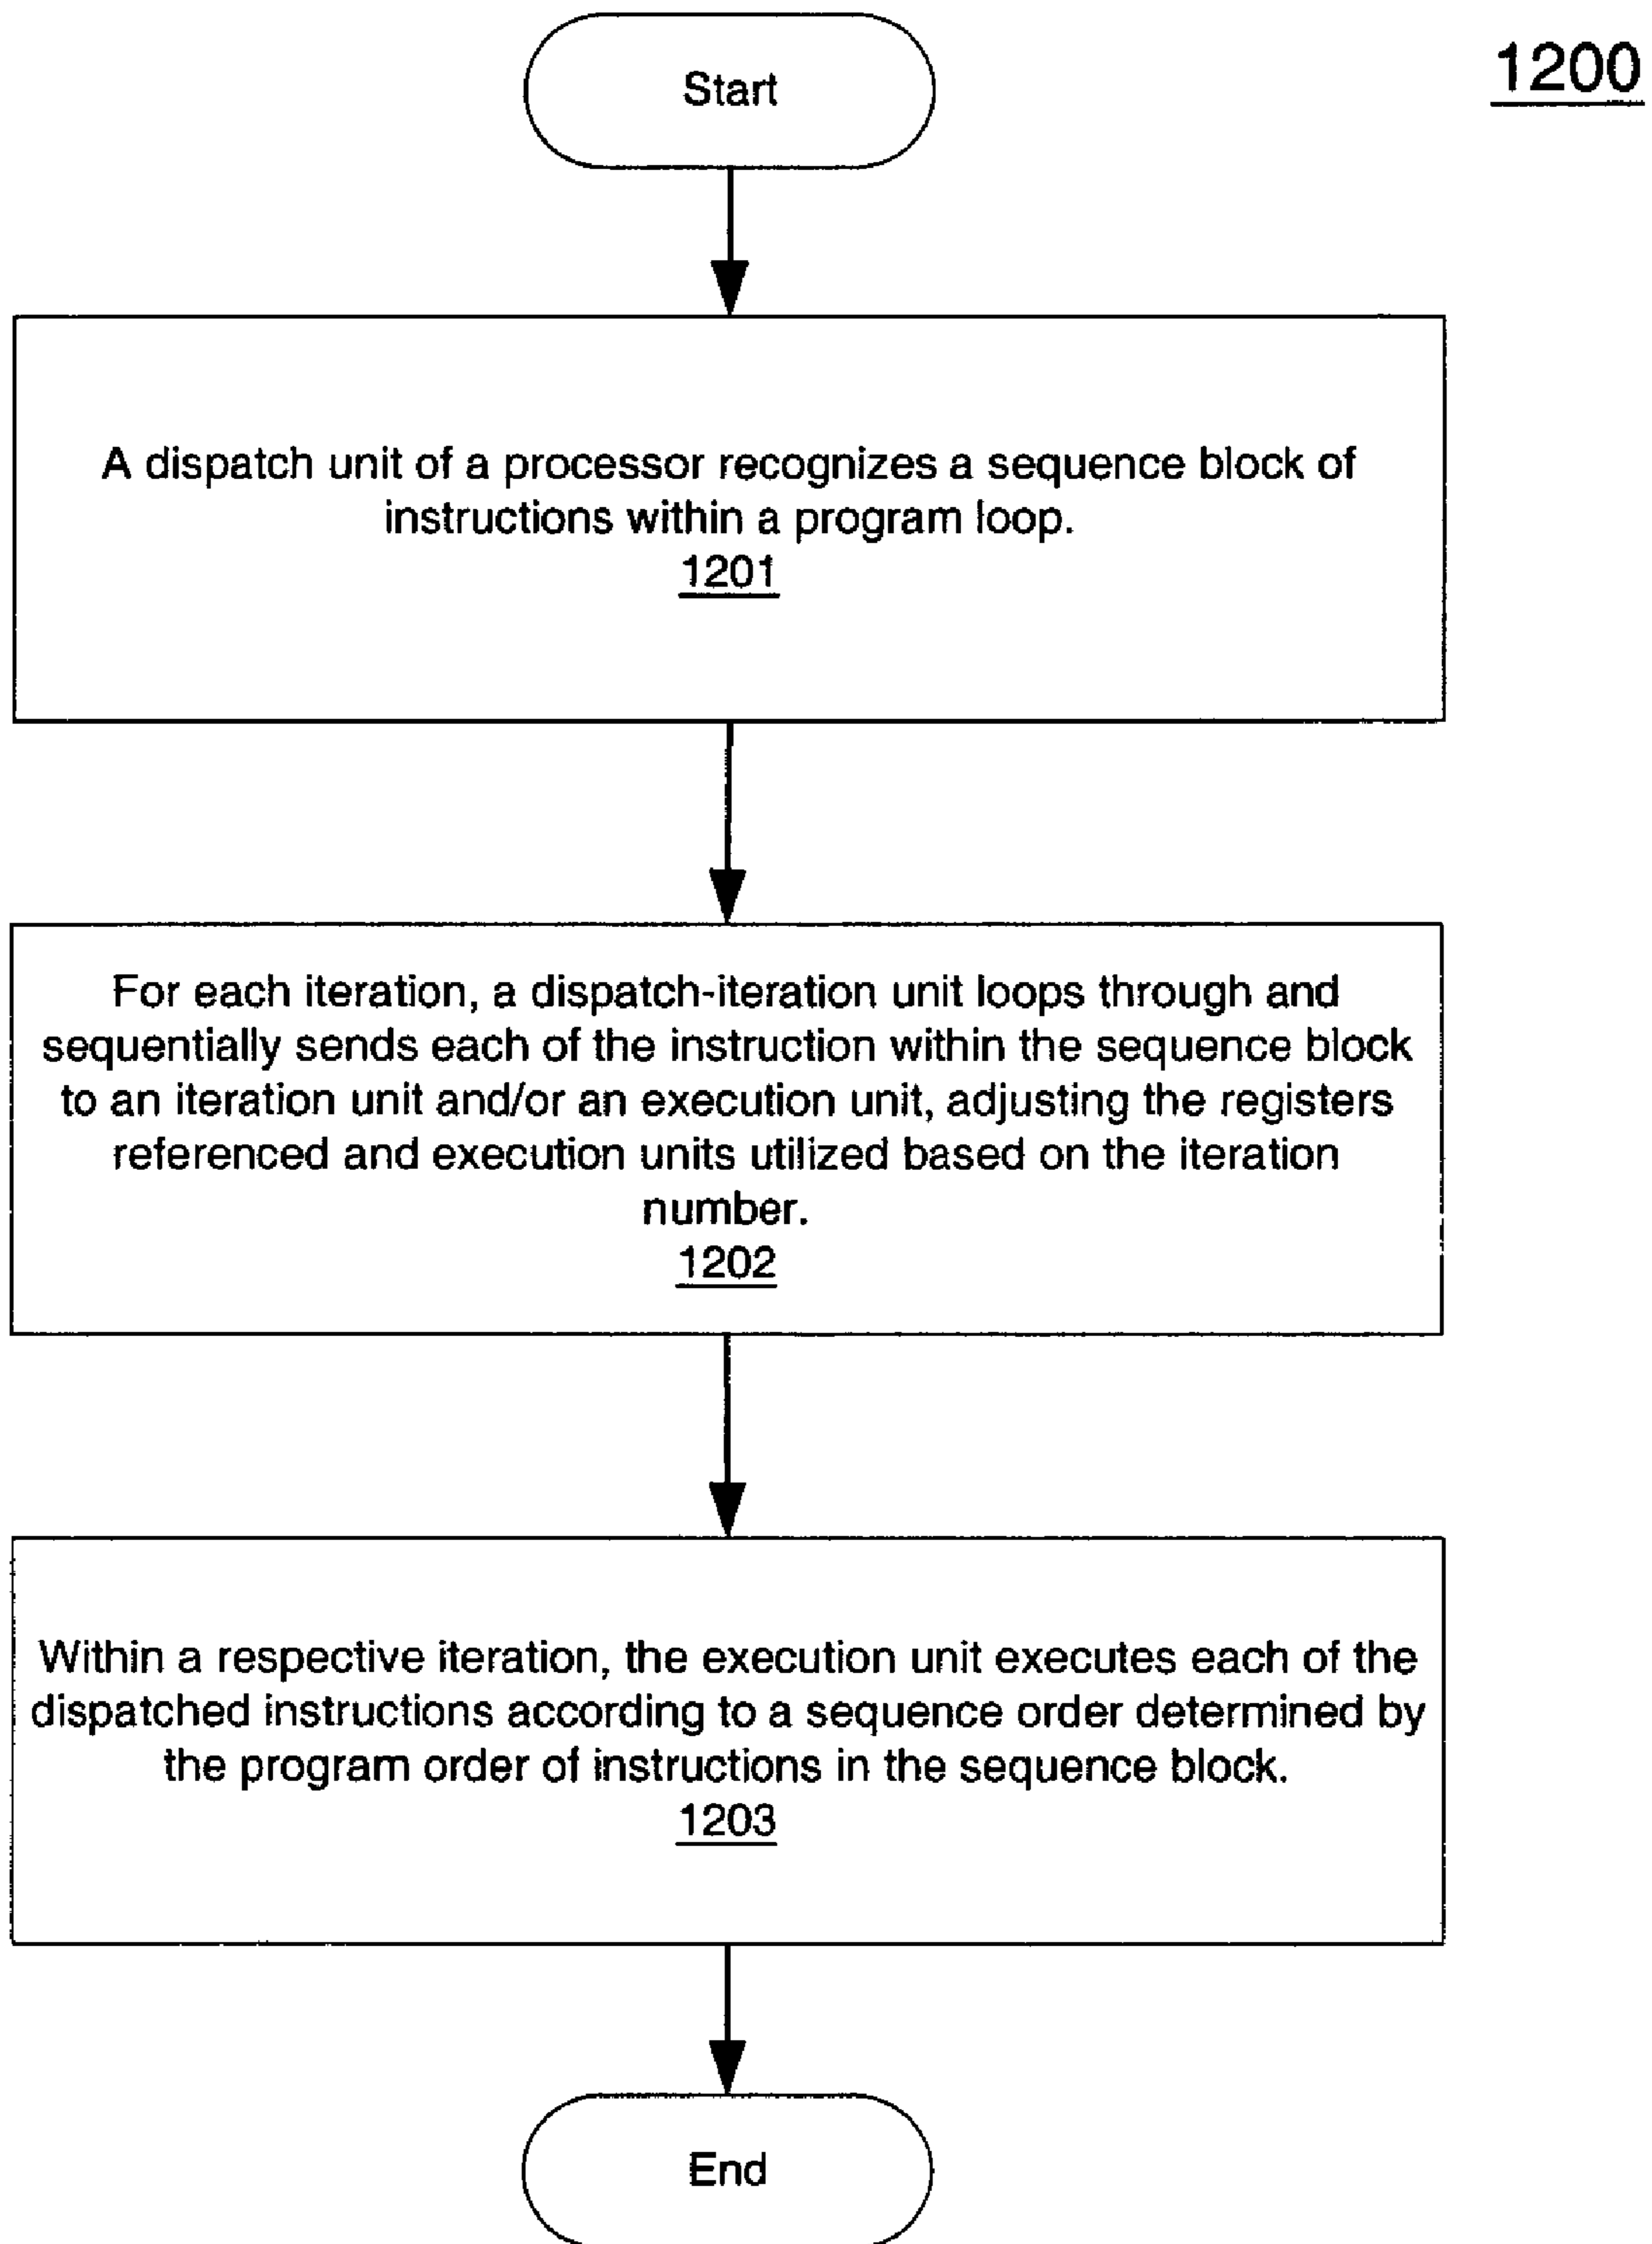 1200
Start
A dispatch unit of a processor recognizes a sequence block of
instructions within a program loop.
1201
For each iteration, a dispatch-iteration unit loops through and
sequentially sends each of the instruction within the sequence block
to an iteration unit and/or an execution unit, adjusting the registers
referenced and execution units utilized based on the iteration
number.
1202
Within a respective iteration, the execution unit executes each of the
dispatched instructions according to a sequence order determined by
the program order of instructions in the sequence block.
1203
End